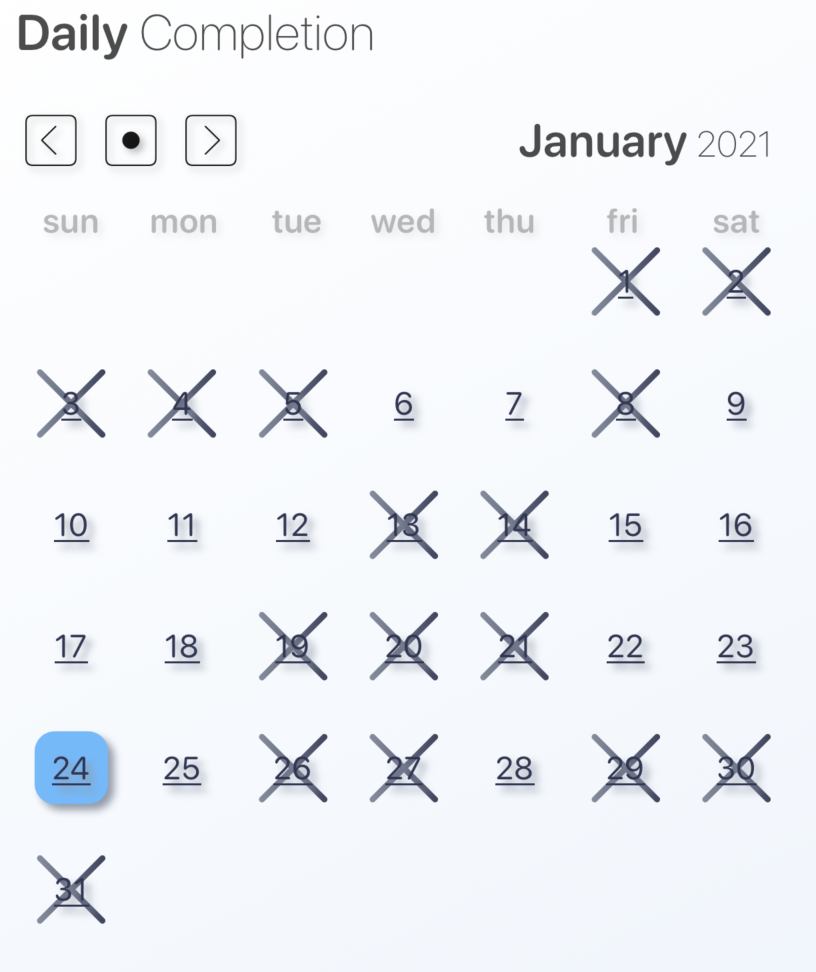 Daily Completion
January 2021
sun mon tue wed thu fri sat
1 2
3 4 5 6 7 8 9
10 11 12 13 14 15 16
17 18 19 20 21 22 23
24 25 26 27 28 29 30
31